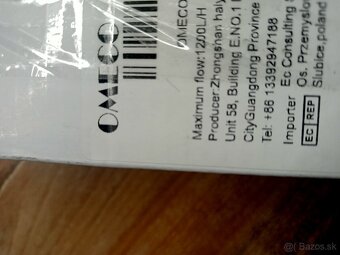 OMECO
OMECO
Maximum flow:1200L/H
Producer Zhongshan haiy
Unit 58, Building E.NO.1
CityGuangdong Province
Tel: +86 13392947188
Importer Ec Consulting
Os. Przemyslo
Slubice,poland
EC REP
Bazos.sk